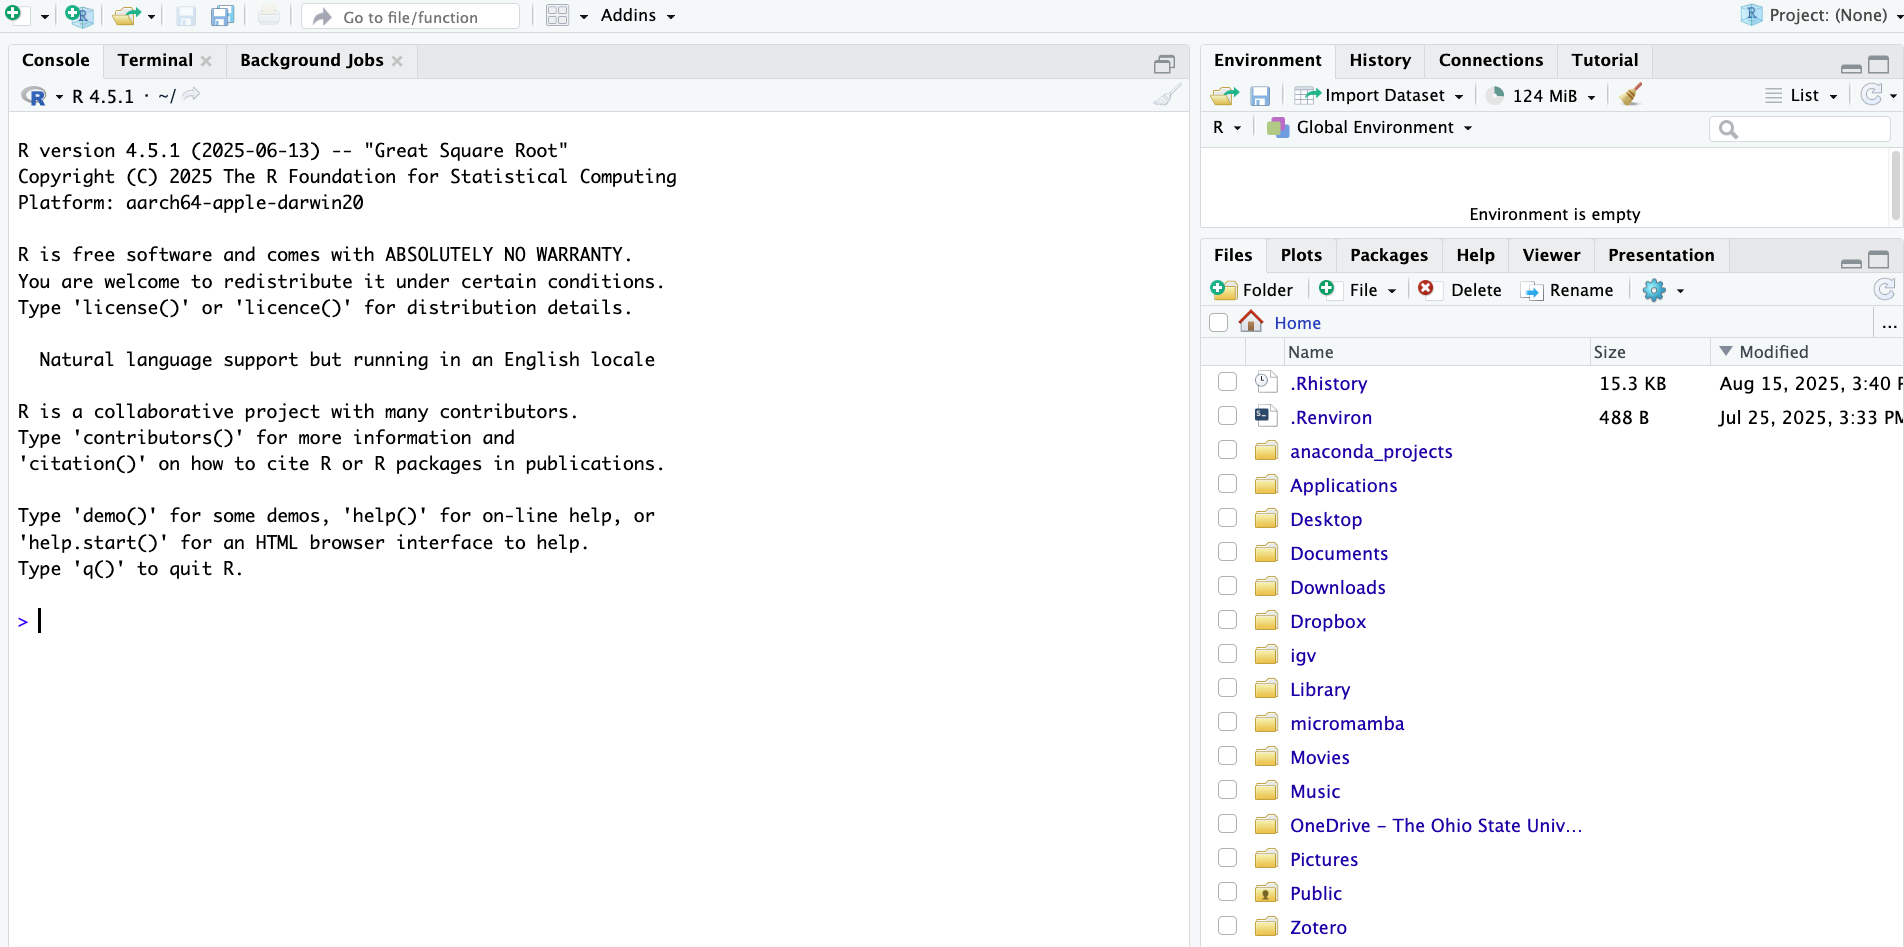 Go to file/function
Addins
Project: (None)
Console
Terminal
Background Jobs
R 4.5.1 · ~/
R version 4.5.1 (2025-06-13) -- "Great Square Root"
Copyright (C) 2025 The R Foundation for Statistical Computing
Platform: aarch64-apple-darwin20
R is free software and comes with ABSOLUTELY NO WARRANTY.
You are welcome to redistribute it under certain conditions.
Type 'license()' or 'licence()' for distribution details.
Natural language support but running in an English locale
R is a collaborative project with many contributors.
Type 'contributors()' for more information and
'citation()' on how to cite R or R packages in publications.
Type 'demo()' for some demos, 'help()' for on-line help, or
'help.start()' for an HTML browser interface to help.
Type 'q()' to quit R.
>
Environment
History
Connections
Tutorial
Import Dataset
124 MiB
List
R
Global Environment
Environment is empty
Files
Plots
Packages
Help
Viewer
Presentation
Folder
File
Delete
Rename
Home
...
Name Size Modified
.Rhistory 15.3 KB Aug 15, 2025, 3:40 P
.Renviron 488 B Jul 25, 2025, 3:33 PM
anaconda_projects
Applications
Desktop
Documents
Downloads
Dropbox
igv
Library
micromamba
Movies
Music
OneDrive – The Ohio State Univ...
Pictures
Public
Zotero